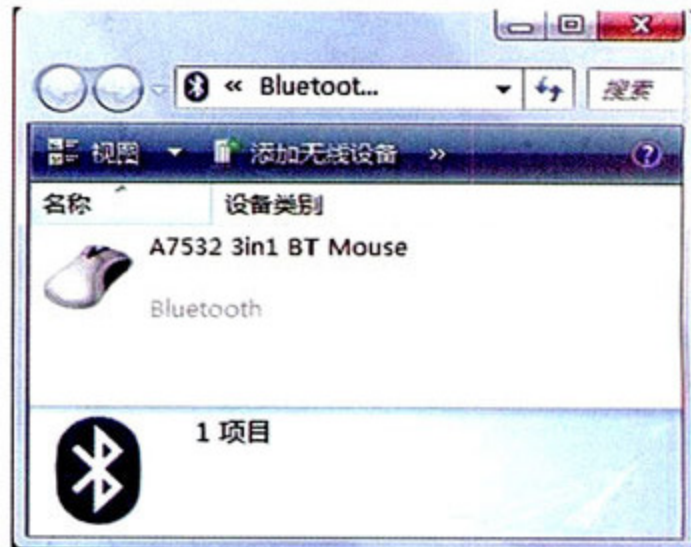 « Bluetoot... 搜索
视图 添加无线设备 »
名称 设备类别
A7532 3in1 BT Mouse
Bluetooth
1 项目